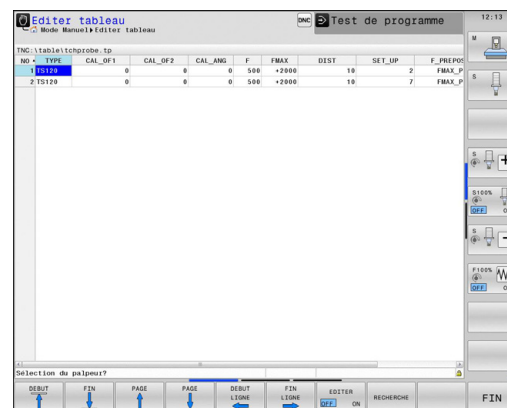 Editer tableau
DNC
Test de programme
12:13
Mode Manuel▸Editer tableau
TNC:\table\tchprobe.tp
NO TYPE CAL_OF1 CAL_OF2 CAL_ANG F FMAX DIST SET_UP F_PREPOS
1 TS120 0 0 0 500 +2000 10 2 FMAX_P
2 TS120 0 0 0 500 +2000 10 7 FMAX_P
M
S
S
S100%
OFF O
S
F100%
OFF O
Sélection du palpeur?
DEBUT
FIN
PAGE
PAGE
DEBUT LIGNE
FIN LIGNE
EDITER
OFF ON
RECHERCHE
FIN